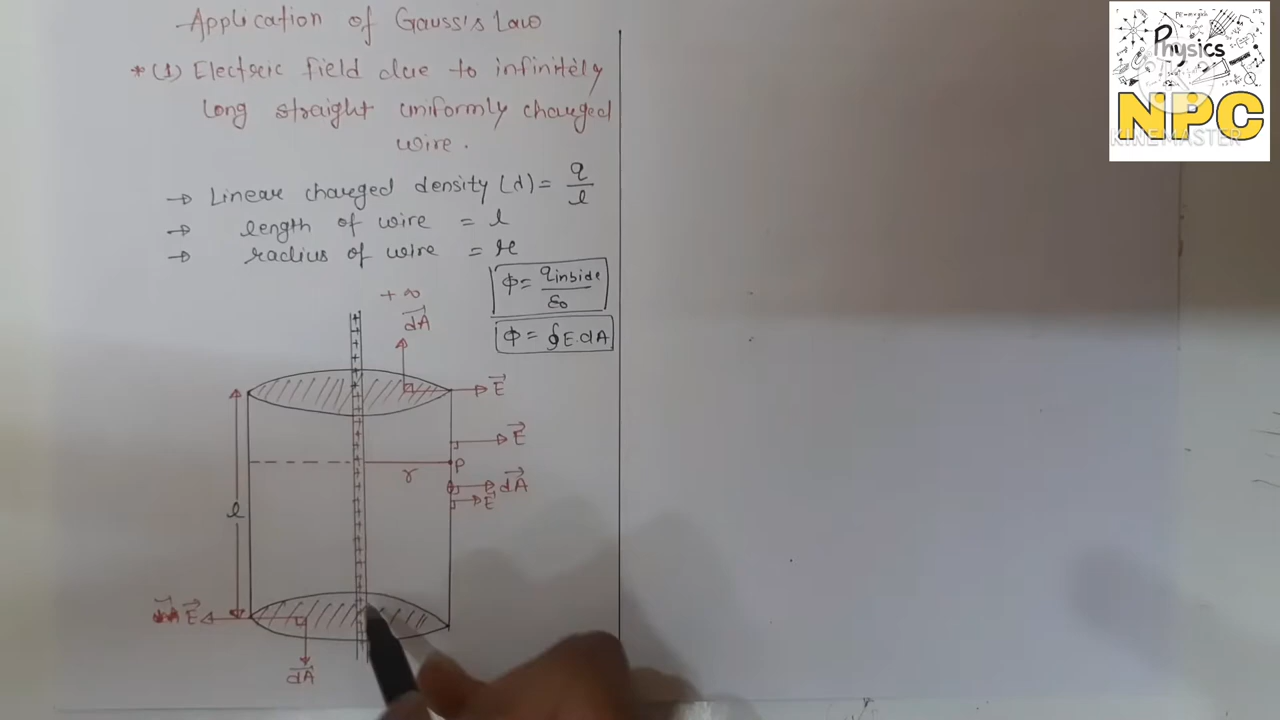 Application of Gauss's Law
* (1) Electric field due to infinitely
long straight uniformly charged
wire.
→ Linear charged density (d) = q/l
→ length of wire = l
→ radius of wire = r
Φ = qinside/ε0
Φ = ∮E.dA
+ ∞
dA
E
E
P
r
dA
E
l
E
dA
Physics
NPC
KINEMASTER